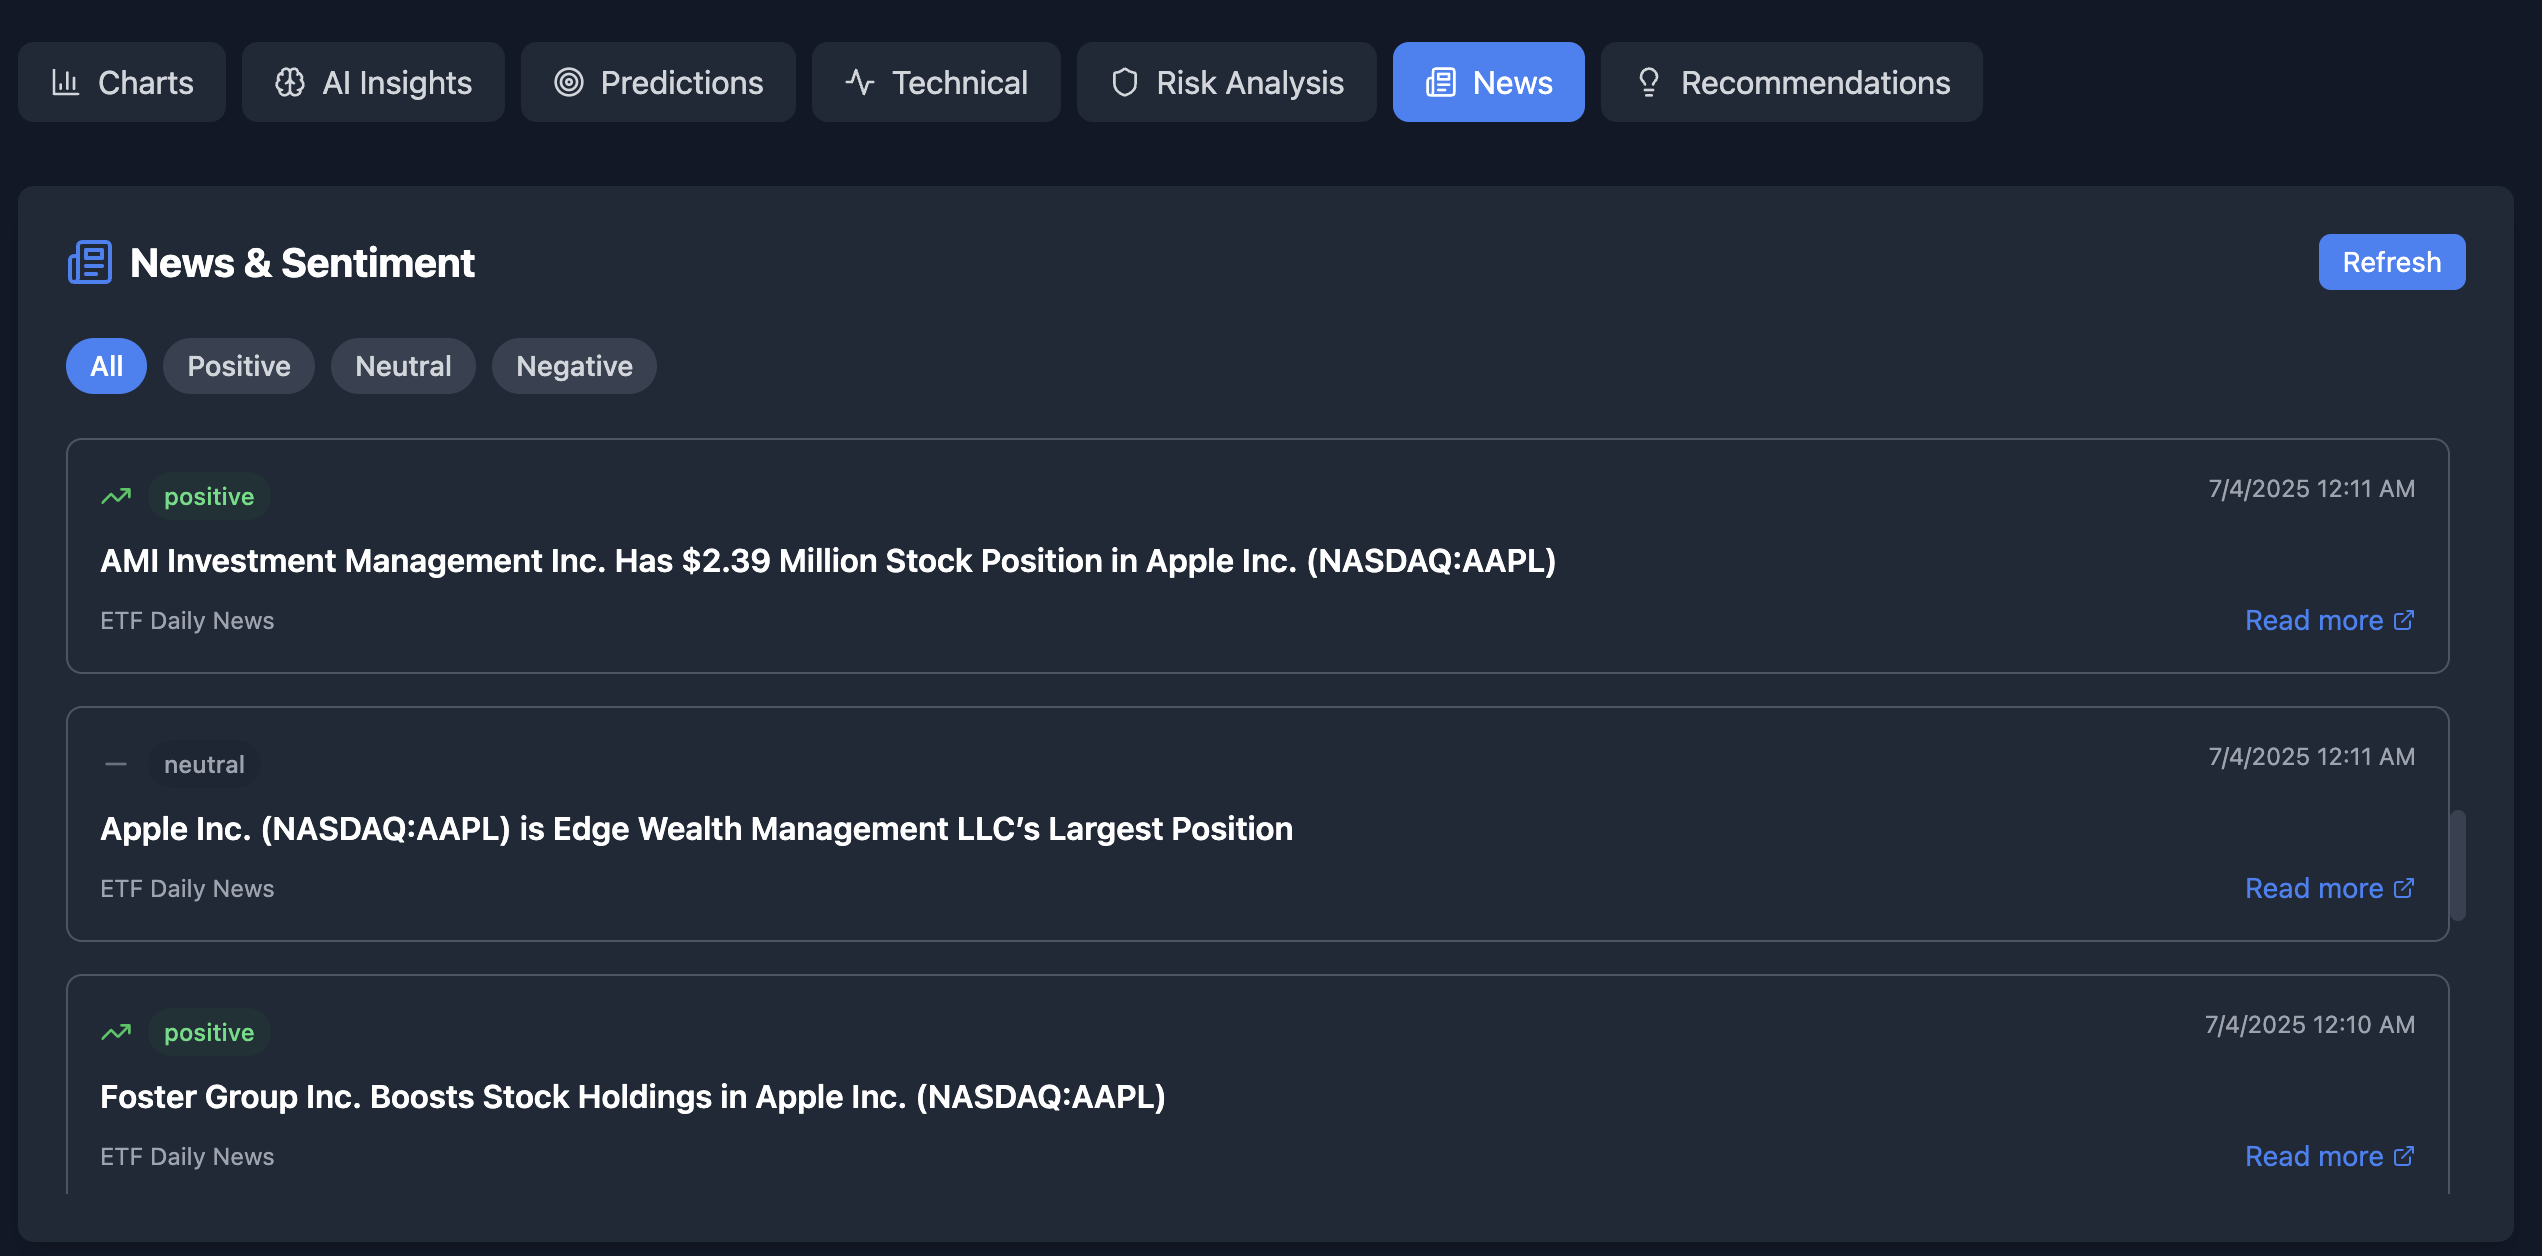 Charts AI Insights Predictions Technical Risk Analysis News Recommendations
News & Sentiment Refresh
All Positive Neutral Negative
positive 7/4/2025 12:11 AM
AMI Investment Management Inc. Has $2.39 Million Stock Position in Apple Inc. (NASDAQ:AAPL)
ETF Daily News Read more
neutral 7/4/2025 12:11 AM
Apple Inc. (NASDAQ:AAPL) is Edge Wealth Management LLC’s Largest Position
ETF Daily News Read more
positive 7/4/2025 12:10 AM
Foster Group Inc. Boosts Stock Holdings in Apple Inc. (NASDAQ:AAPL)
ETF Daily News Read more